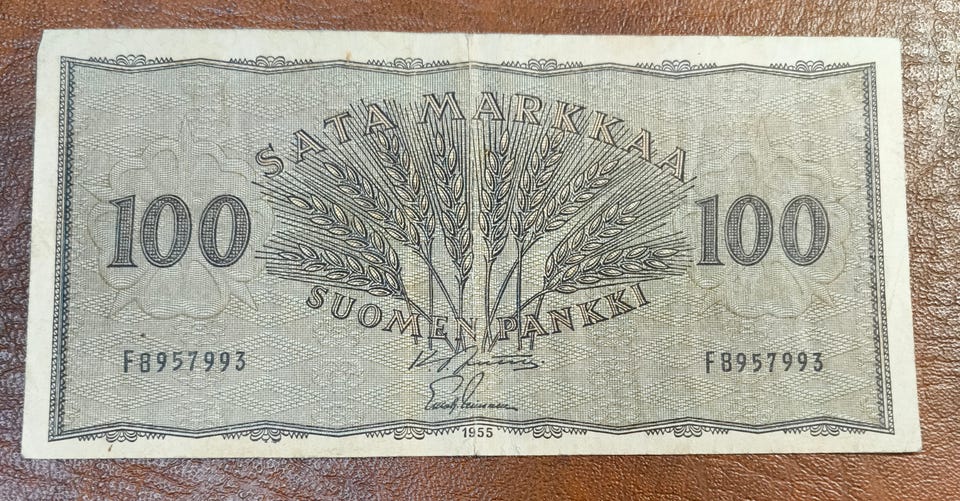 SATA MARKKAA
100 100
SUOMEN PANKKI
F8957993 F8957993
1955